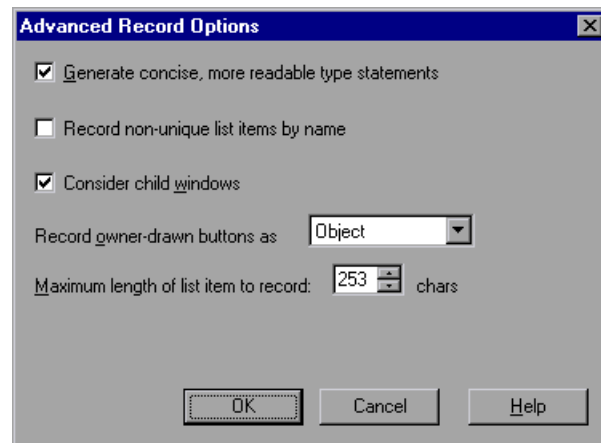 Advanced Record Options
Generate concise, more readable type statements
Record non-unique list items by name
Consider child windows
Record owner-drawn buttons as Object
Maximum length of list item to record: 253 chars
OK Cancel Help